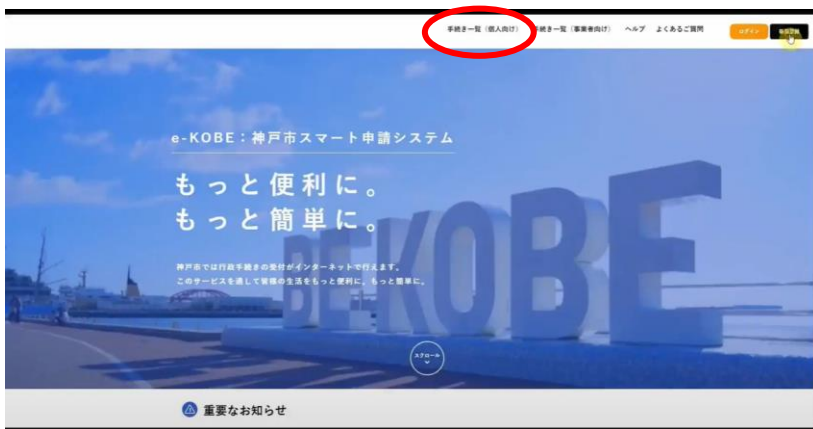 手続き一覧（個人向け） 手続き一覧（事業者向け） ヘルプ よくあるご質問 ログイン 新規登録
e-KOBE：神戸市スマート申請システム
もっと便利に。
もっと簡単に。
神戸市では行政手続きの受付がインターネットで行えます。
このサービスを通して皆様の生活をもっと便利に、もっと簡単に。
BE KOBE
スクロール
重要なお知らせ